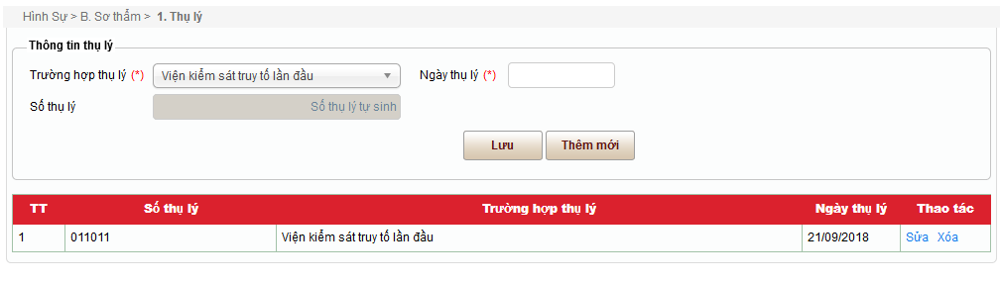 Hình Sự > B. Sơ thẩm > 1. Thụ lý
Thông tin thụ lý
Trường hợp thụ lý (*) Viện kiểm sát truy tố lần đầu Ngày thụ lý (*)
Số thụ lý Số thụ lý tự sinh
Lưu Thêm mới
TT Số thụ lý Trường hợp thụ lý Ngày thụ lý Thao tác
1 011011 Viện kiểm sát truy tố lần đầu 21/09/2018 Sửa Xóa